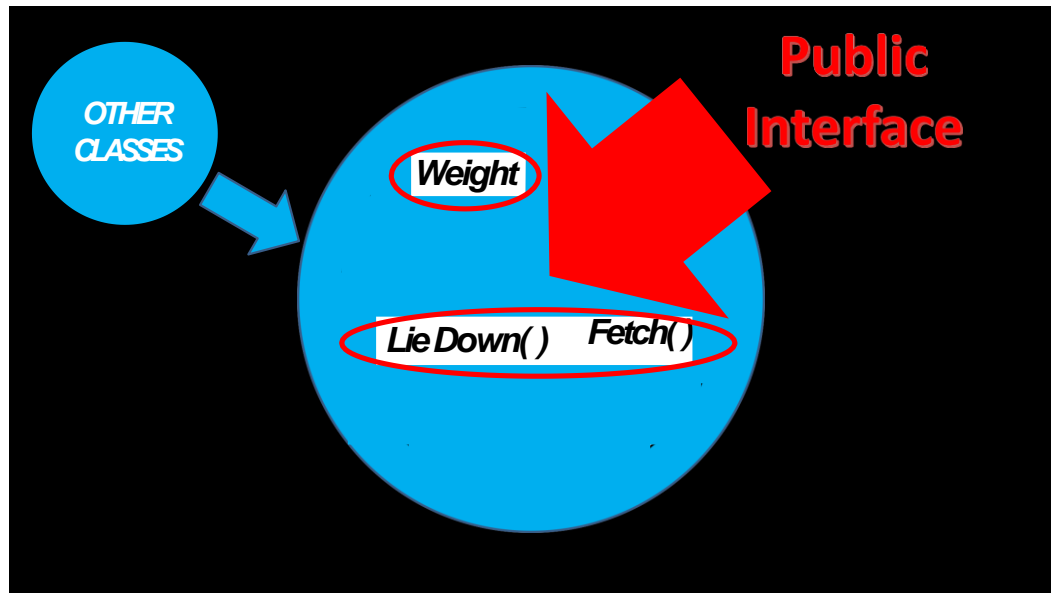 Public
Interface
OTHER
CLASSES
Weight
Lie Down( ) Fetch( )